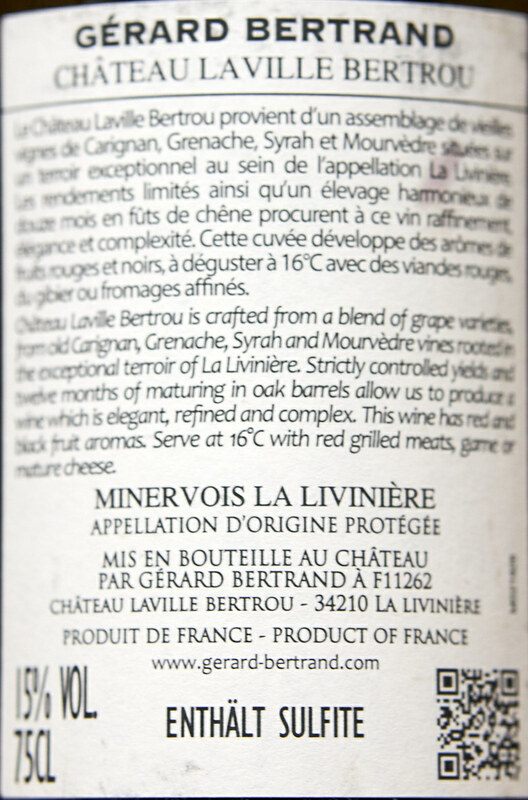 GÉRARD BERTRAND
CHÂTEAU LAVILLE BERTROU
Le Château Laville Bertrou provient d'un assemblage de vieilles
vignes de Carignan, Grenache, Syrah et Mourvèdre situées sur
un terroir exceptionnel au sein de l'appellation La Livinière.
Les rendements limités ainsi qu'un élevage harmonieux de
douze mois en fûts de chêne procurent à ce vin raffinement,
élégance et complexité. Cette cuvée développe des arômes de
fruits rouges et noirs, à déguster à 16°C avec des viandes rouges,
du gibier ou fromages affinés.
Château Laville Bertrou is crafted from a blend of grape varieties,
from old Carignan, Grenache, Syrah and Mourvèdre vines rooted in
the exceptional terroir of La Livinière. Strictly controlled yields and
twelve months of maturing in oak barrels allow us to produce a
wine which is elegant, refined and complex. This wine has red and
black fruit aromas. Serve at 16°C with red grilled meats, game or
mature cheese.
MINERVOIS LA LIVINIÈRE
APPELLATION D'ORIGINE PROTÉGÉE
MIS EN BOUTEILLE AU CHÂTEAU
PAR GÉRARD BERTRAND À F11262
CHÂTEAU LAVILLE BERTROU - 34210 LA LIVINIÈRE
PRODUIT DE FRANCE - PRODUCT OF FRANCE
www.gerard-bertrand.com
15% VOL.
75CL
ENTHÄLT SULFITE